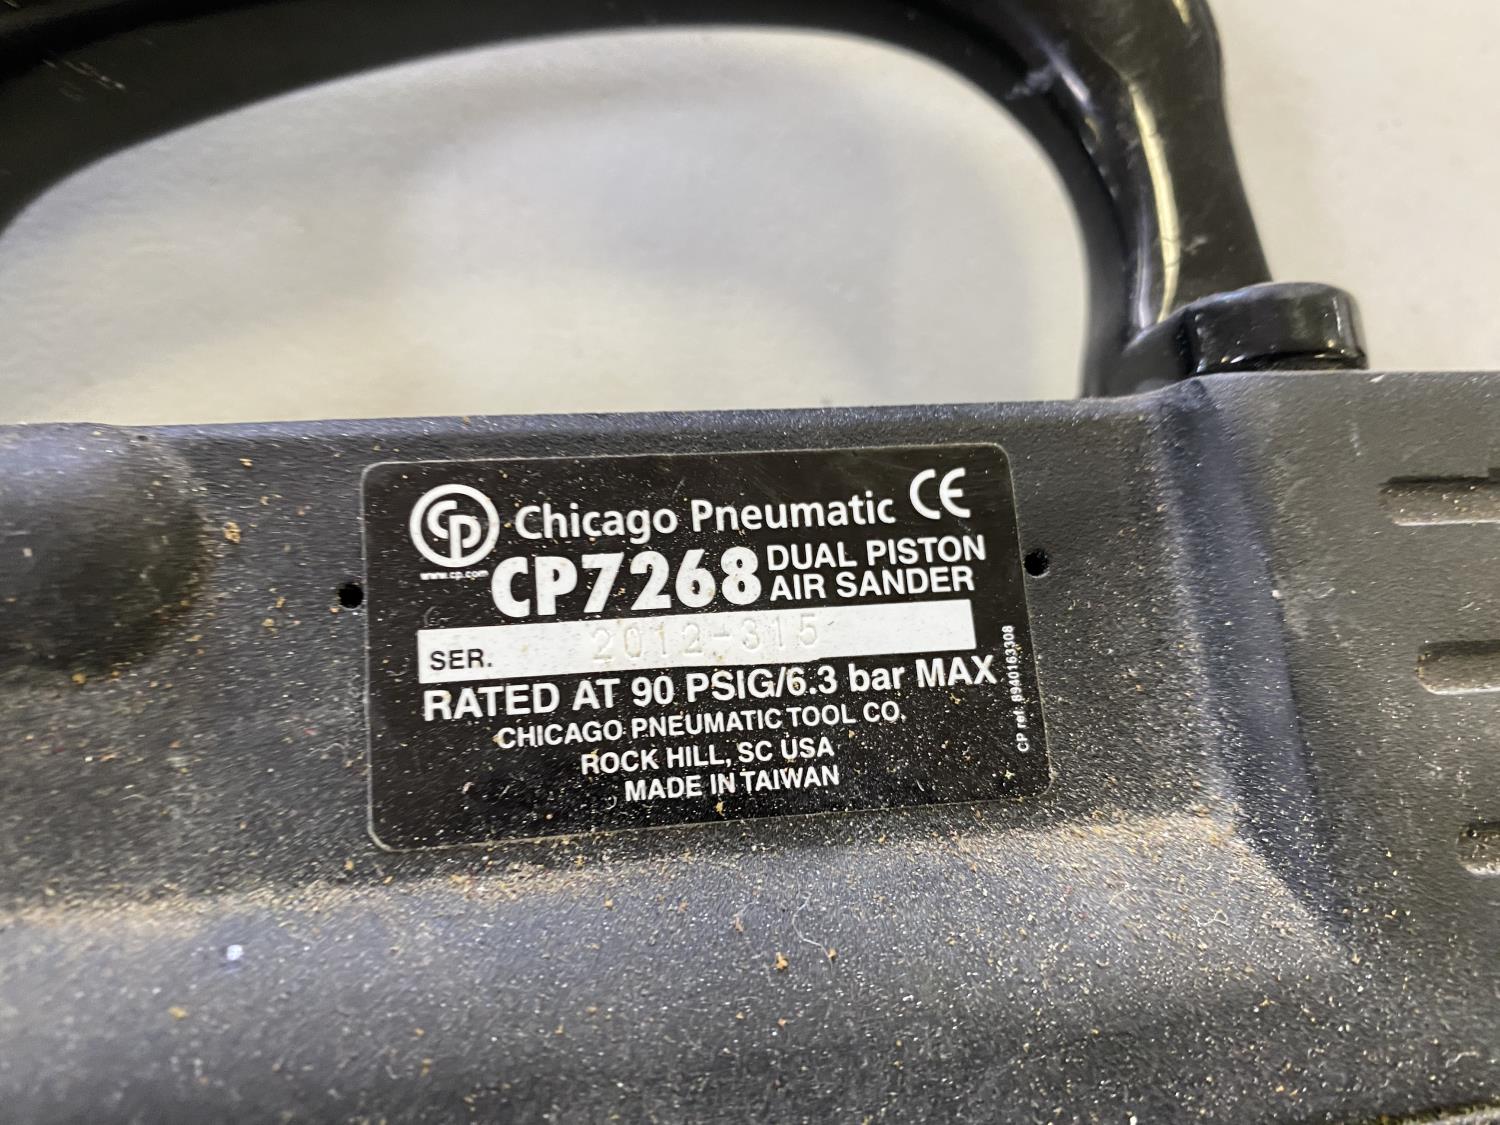 CP Chicago Pneumatic CE
www.cp.com
CP7268 DUAL PISTON
AIR SANDER
SER. 2012-315
RATED AT 90 PSIG/6.3 bar MAX
CHICAGO PNEUMATIC TOOL CO.
ROCK HILL, SC USA
MADE IN TAIWAN
CP ref. 8940163308